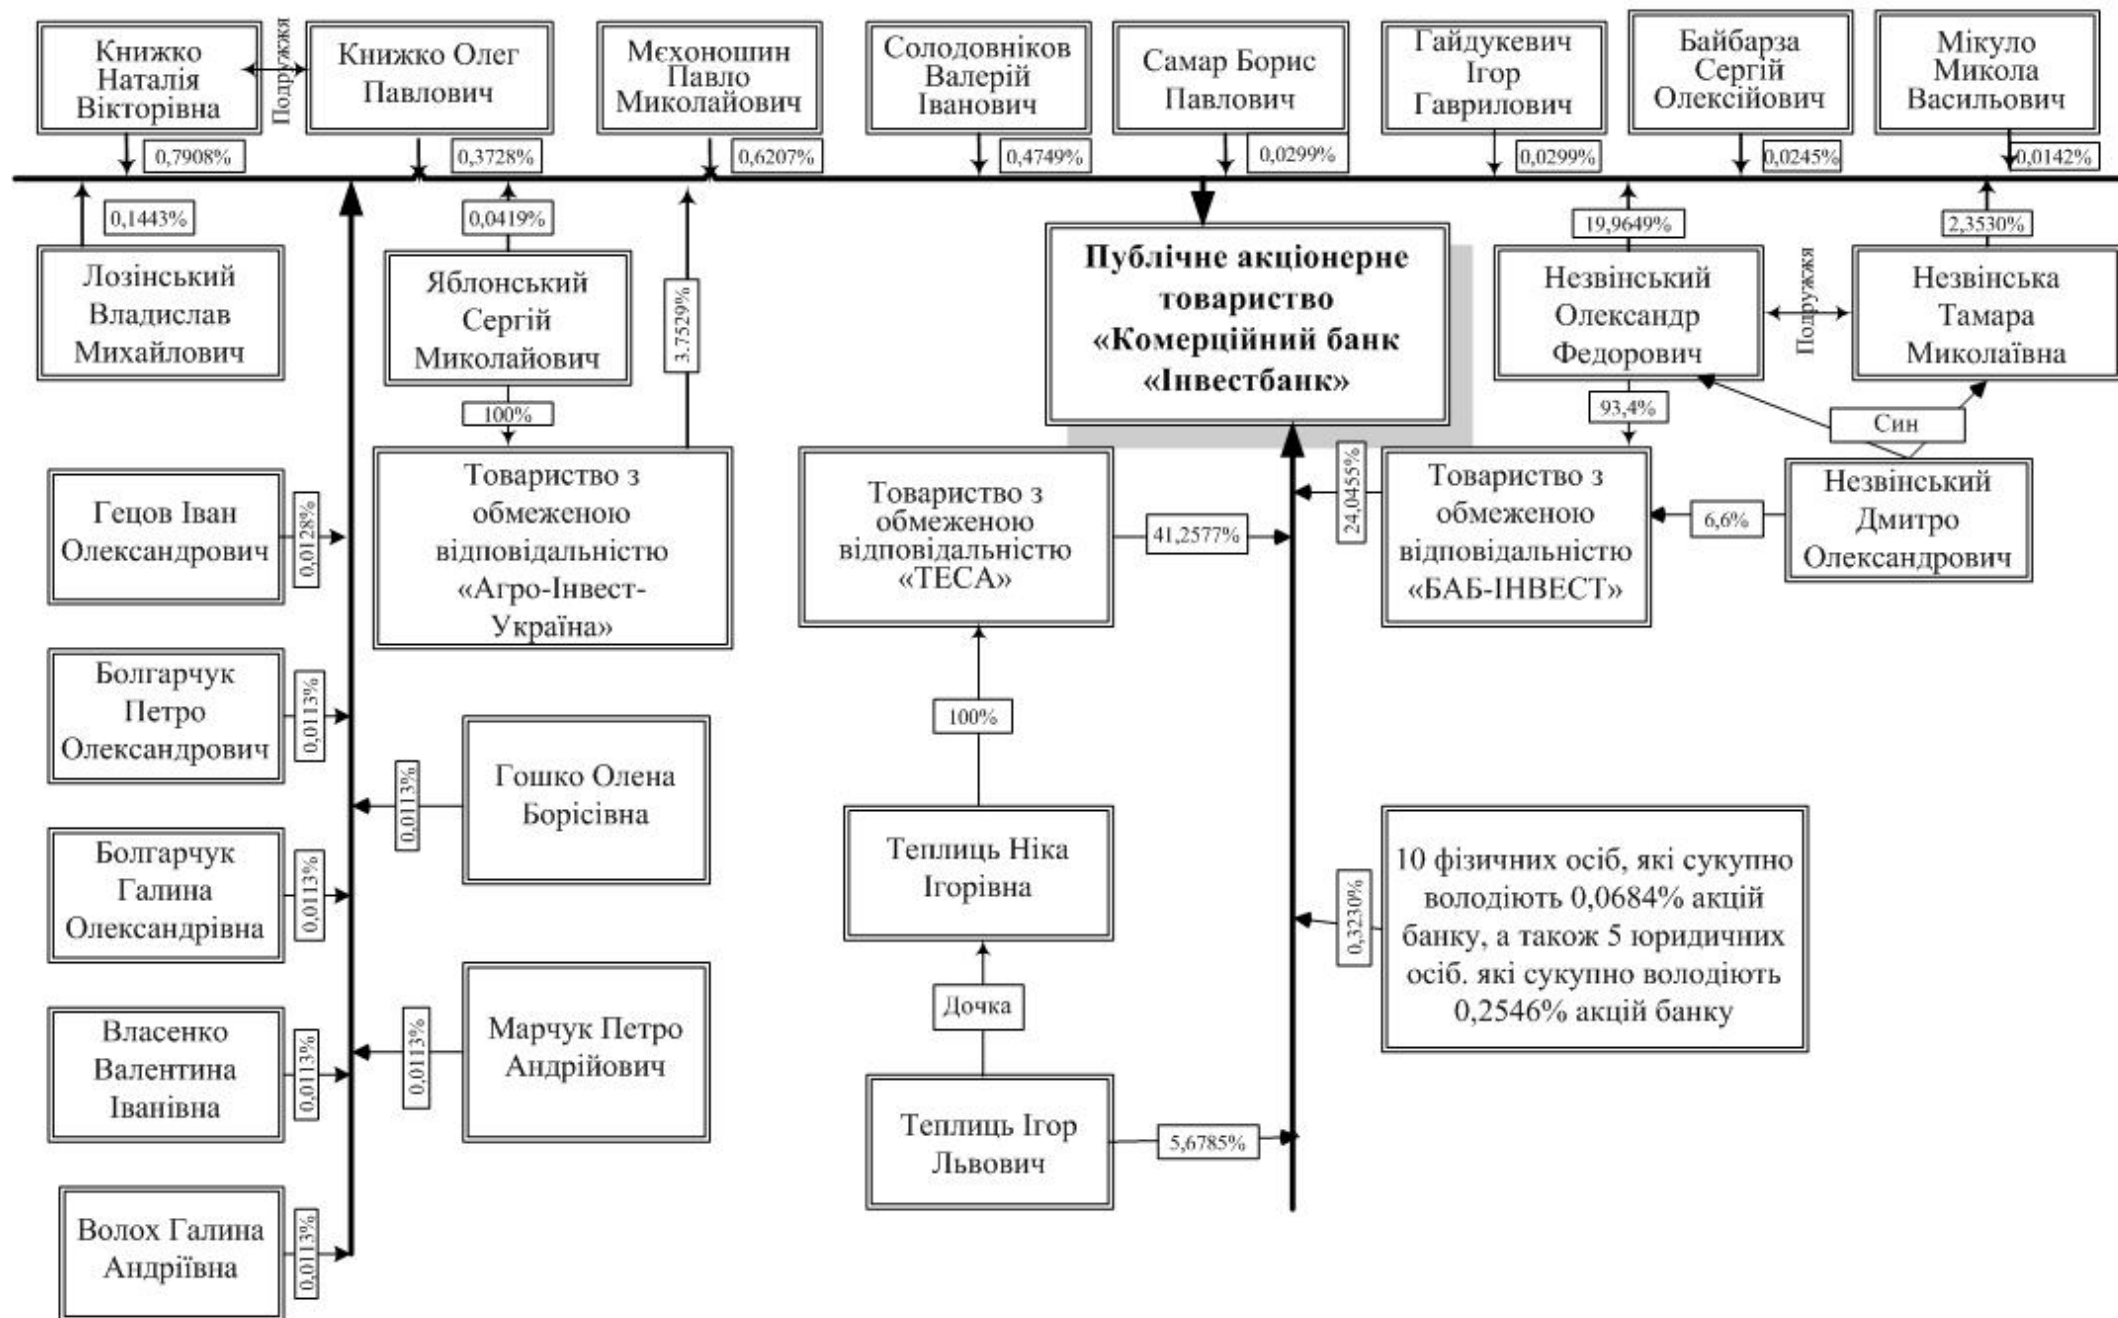 Книжко
Наталія
Вікторівна
Подружжя
Книжко Олег
Павлович
Мєхоношин
Павло
Миколайович
Солодовніков
Валерій
Іванович
Самар Борис
Павлович
Гайдукевич
Ігор
Гаврилович
Байбарза
Сергій
Олексійович
Мікуло
Микола
Васильович
0,7908%
0,3728%
0,6207%
0,4749%
0,0299%
0,0299%
0,0245%
0,0142%
0,1443%
0,0419%
3.7529%
19,9649%
2,3530%
Лозінський
Владислав
Михайлович
Яблонський
Сергій
Миколайович
Публічне акціонерне
товариство
«Комерційний банк
«Інвестбанк»
Незвінський
Олександр
Федорович
Подружжя
Незвінська
Тамара
Миколаївна
100%
93,4%
Син
Гецов Іван
Олександрович
0,0128%
Товариство з
обмеженою
відповідальністю
«Агро-Інвест-
Україна»
Товариство з
обмеженою
відповідальністю
«ТЕСА»
41,2577%
24,0455%
Товариство з
обмеженою
відповідальністю
«БАБ-ІНВЕСТ»
6,6%
Незвінський
Дмитро
Олександрович
Болгарчук
Петро
Олександрович
0,0113%
100%
Гошко Олена
Борісівна
0,0113%
Болгарчук
Галина
Олександрівна
0,0113%
Теплиць Ніка
Ігорівна
0,3230%
10 фізичних осіб, які сукупно
володіють 0,0684% акцій
банку, а також 5 юридичних
осіб. які сукупно володіють
0,2546% акцій банку
Дочка
Власенко
Валентина
Іванівна
0,0113%
0,0113%
Марчук Петро
Андрійович
Теплиць Ігор
Львович
5,6785%
Волох Галина
Андріївна
0,0113%